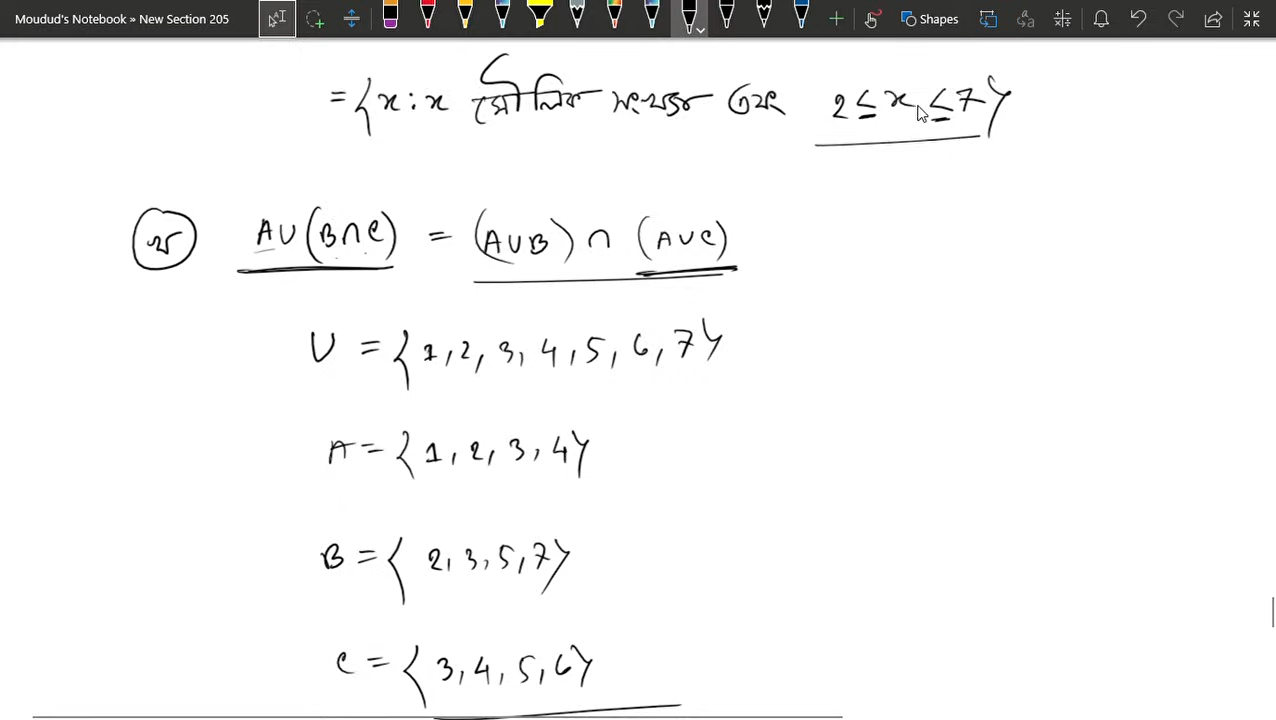 Moudud's Notebook » New Section 205
Shapes
= {x : x মৌলিক সংখ্যা এবং 2 ≤ x ≤ 7}
খ A∪(B∩C) = (A∪B) ∩ (A∪C)
U = {1, 2, 3, 4, 5, 6, 7}
A = {1, 2, 3, 4}
B = {2, 3, 5, 7}
C = {3, 4, 5, 6}